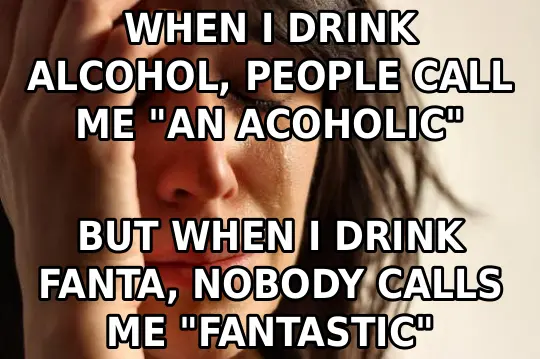 WHEN I DRINK
ALCOHOL, PEOPLE CALL
ME "AN ACOHOLIC"
BUT WHEN I DRINK
FANTA, NOBODY CALLS
ME "FANTASTIC"